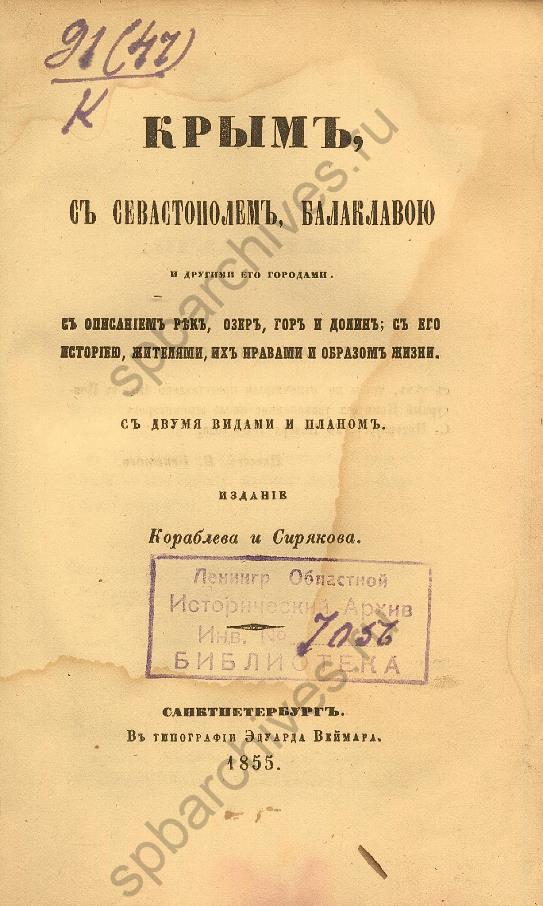 91(47)
К
КРЫМЪ,
СЪ СЕВАСТОПОЛЕМЪ, БАЛАКЛАВОЮ
И ДРУГИМИ ЕГО ГОРОДАМИ.
СЪ ОПИСАНІЕМЪ РѢКЪ, ОЗЕРЪ, ГОРЪ И ДОЛИНЪ; СЪ ЕГО
ИСТОРІЕЮ, ЖИТЕЛЯМИ, ИХЪ НРАВАМИ И ОБРАЗОМЪ ЖИЗНИ.
СЪ ДВУМЯ ВИДАМИ И ПЛАНОМЪ.
ИЗДАНІЕ
Кораблева и Сирякова.
Ленингр Областной
Исторический Архив
Инв. No 7056
БИБЛИОТЕКА
САНКТПЕТЕРБУРГЪ.
Въ типографіи Эдуарда Веймара.
1855.
spbarchives.ru
spbarchives.ru